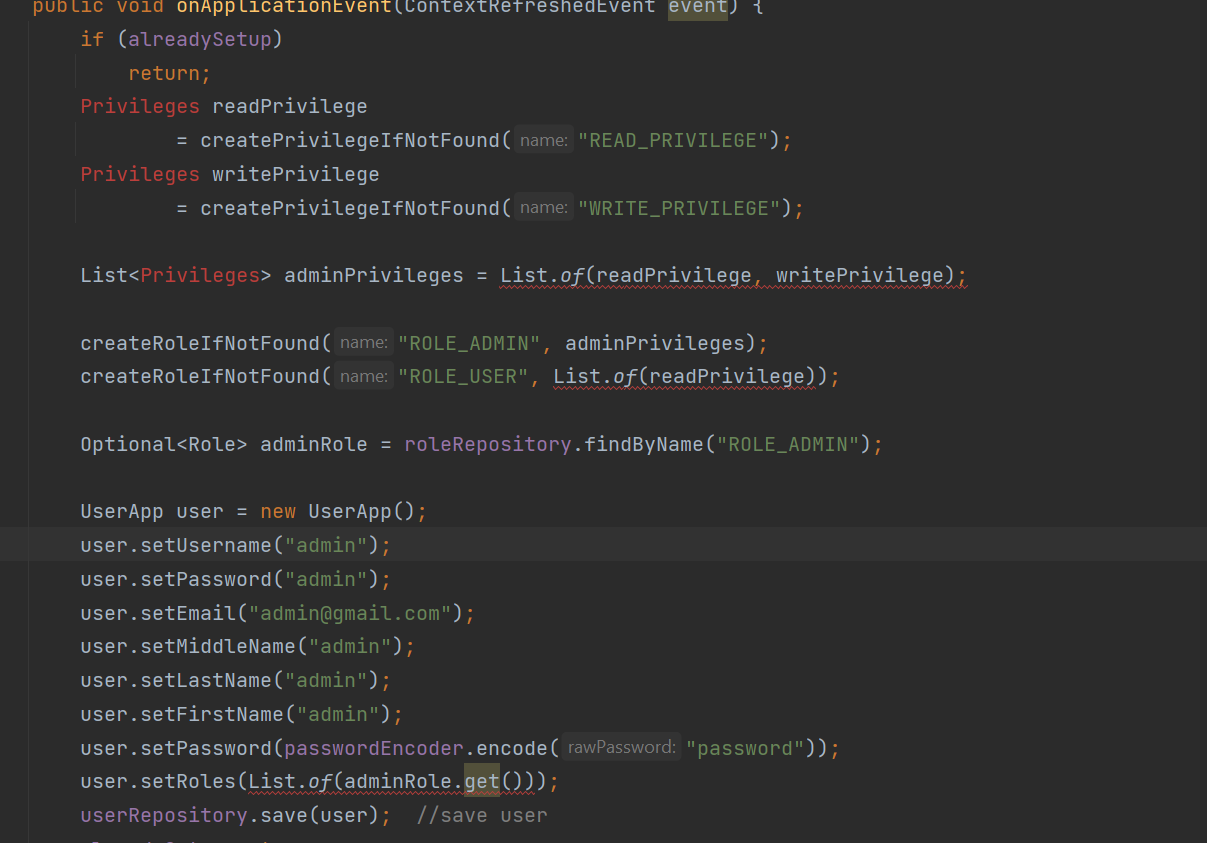 public void onApplicationEvent(ContextRefreshedEvent event) {
if (alreadySetup)
return;
Privileges readPrivilege
= createPrivilegeIfNotFound( name: "READ_PRIVILEGE");
Privileges writePrivilege
= createPrivilegeIfNotFound( name: "WRITE_PRIVILEGE");
List<Privileges> adminPrivileges = List.of(readPrivilege, writePrivilege);
createRoleIfNotFound( name: "ROLE_ADMIN", adminPrivileges);
createRoleIfNotFound( name: "ROLE_USER", List.of(readPrivilege));
Optional<Role> adminRole = roleRepository.findByName("ROLE_ADMIN");
UserApp user = new UserApp();
user.setUsername("admin");
user.setPassword("admin");
user.setEmail("admin@gmail.com");
user.setMiddleName("admin");
user.setLastName("admin");
user.setFirstName("admin");
user.setPassword(passwordEncoder.encode( rawPassword: "password"));
user.setRoles(List.of(adminRole.get()));
userRepository.save(user);  //save user